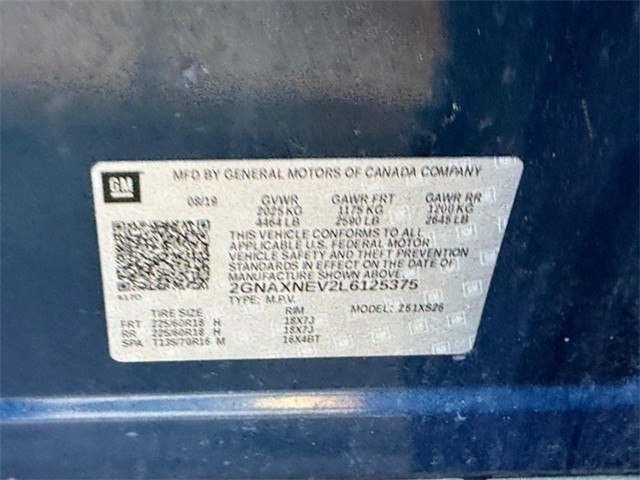 GM
MFD BY GENERAL MOTORS OF CANADA COMPANY
08/19 GVWR GAWR FRT GAWR RR
2025 KG 1175 KG 1200 KG
4464 LB 2590 LB 2645 LB
THIS VEHICLE CONFORMS TO ALL
APPLICABLE U.S. FEDERAL MOTOR
VEHICLE SAFETY AND THEFT PREVENTION
STANDARDS IN EFFECT ON THE DATE OF
MANUFACTURE SHOWN ABOVE.
2GNAXNEV2L6125375
TYPE: M.P.V. MODEL: Z61XS26
TIRE SIZE RIM
FRT 225/60R18 H 18X7J
RR 225/60R18 H 18X7J
SPA T135/70R16 M 16X4BT